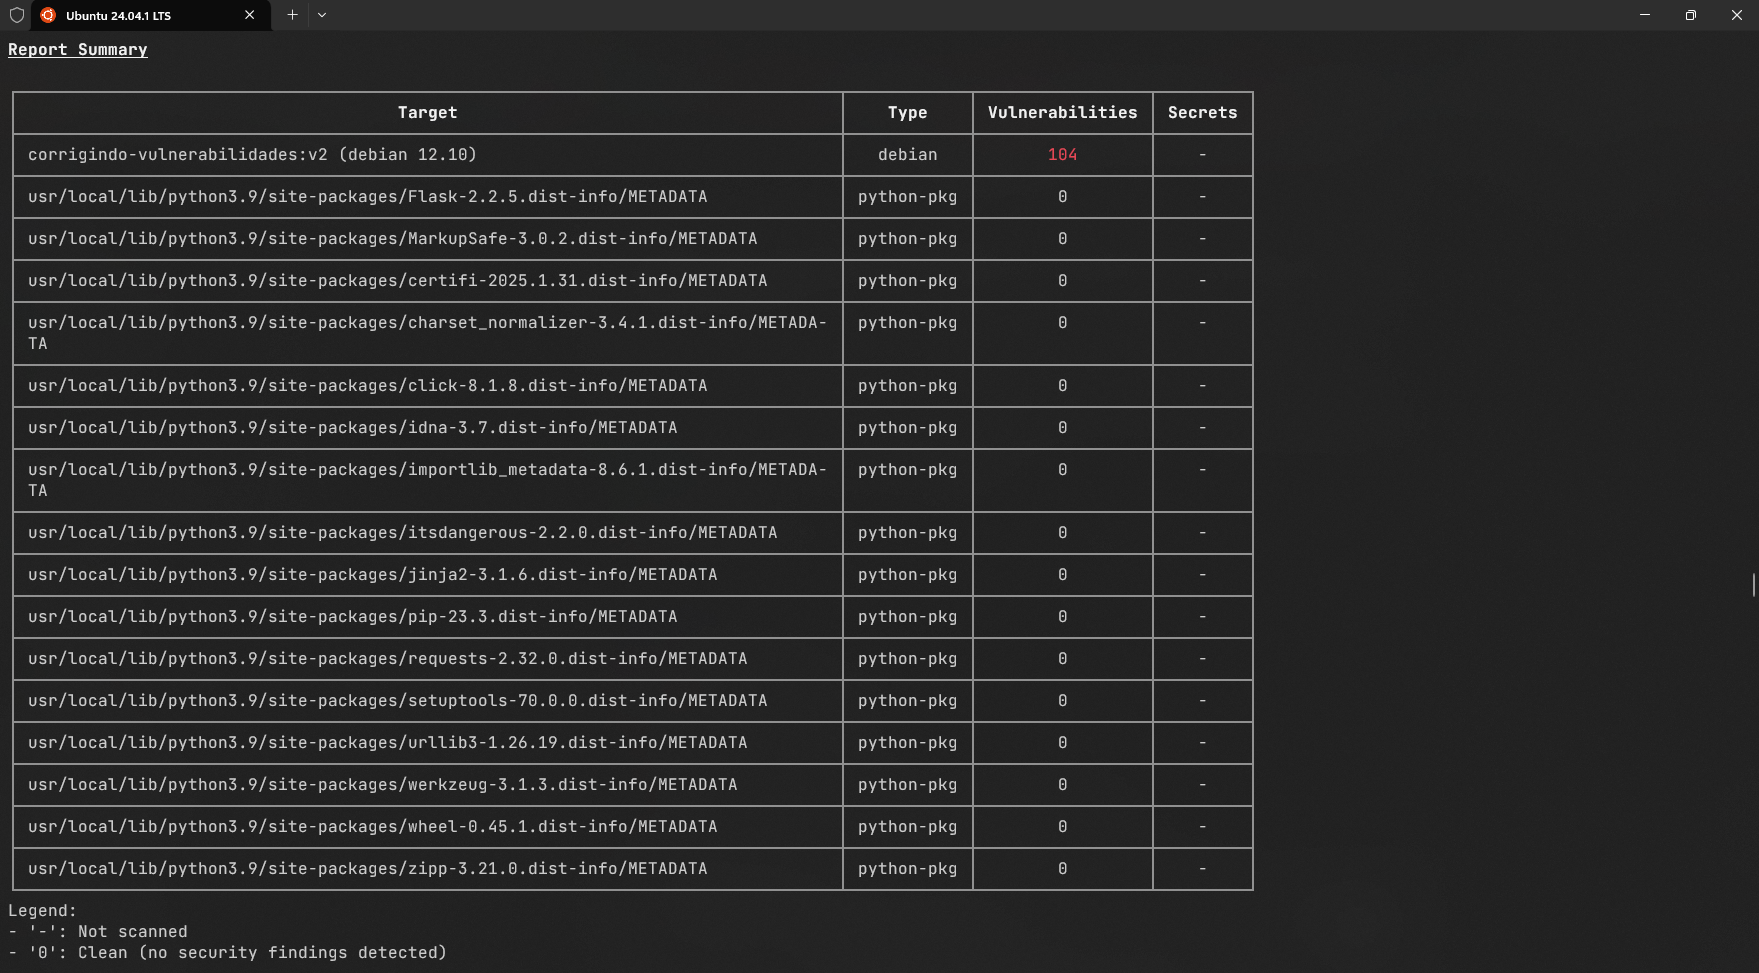 Ubuntu 24.04.1 LTS
Report Summary
Target Type Vulnerabilities Secrets
corrigindo-vulnerabilidades:v2 (debian 12.10) debian 104 -
usr/local/lib/python3.9/site-packages/Flask-2.2.5.dist-info/METADATA python-pkg 0 -
usr/local/lib/python3.9/site-packages/MarkupSafe-3.0.2.dist-info/METADATA python-pkg 0 -
usr/local/lib/python3.9/site-packages/certifi-2025.1.31.dist-info/METADATA python-pkg 0 -
usr/local/lib/python3.9/site-packages/charset_normalizer-3.4.1.dist-info/METADA- python-pkg 0 -
TA
usr/local/lib/python3.9/site-packages/click-8.1.8.dist-info/METADATA python-pkg 0 -
usr/local/lib/python3.9/site-packages/idna-3.7.dist-info/METADATA python-pkg 0 -
usr/local/lib/python3.9/site-packages/importlib_metadata-8.6.1.dist-info/METADA- python-pkg 0 -
TA
usr/local/lib/python3.9/site-packages/itsdangerous-2.2.0.dist-info/METADATA python-pkg 0 -
usr/local/lib/python3.9/site-packages/jinja2-3.1.6.dist-info/METADATA python-pkg 0 -
usr/local/lib/python3.9/site-packages/pip-23.3.dist-info/METADATA python-pkg 0 -
usr/local/lib/python3.9/site-packages/requests-2.32.0.dist-info/METADATA python-pkg 0 -
usr/local/lib/python3.9/site-packages/setuptools-70.0.0.dist-info/METADATA python-pkg 0 -
usr/local/lib/python3.9/site-packages/urllib3-1.26.19.dist-info/METADATA python-pkg 0 -
usr/local/lib/python3.9/site-packages/werkzeug-3.1.3.dist-info/METADATA python-pkg 0 -
usr/local/lib/python3.9/site-packages/wheel-0.45.1.dist-info/METADATA python-pkg 0 -
usr/local/lib/python3.9/site-packages/zipp-3.21.0.dist-info/METADATA python-pkg 0 -
Legend:
- '-': Not scanned
- '0': Clean (no security findings detected)